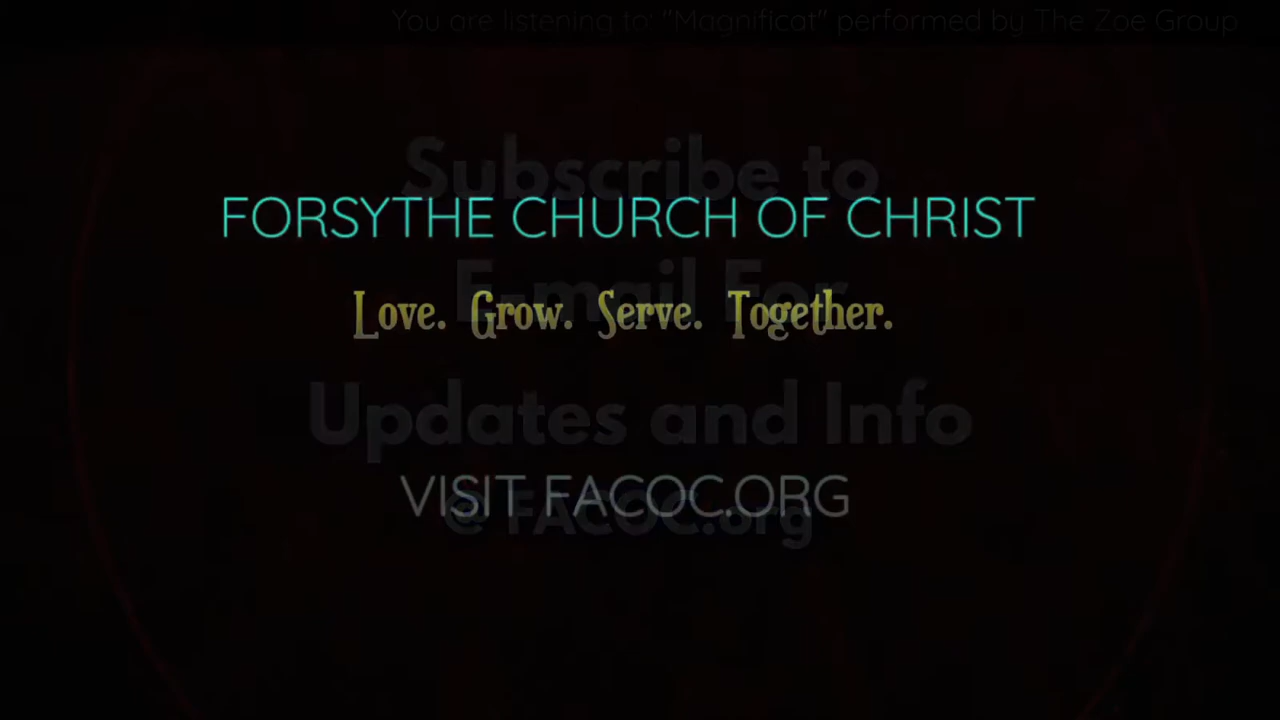 You are listening to: "Magnificat" performed by The Zoe Group
Subscribe to
FORSYTHE CHURCH OF CHRIST
E-mail For
Love. Grow. Serve. Together.
Updates and Info
VISIT FACOC.ORG
@ FACOC.org